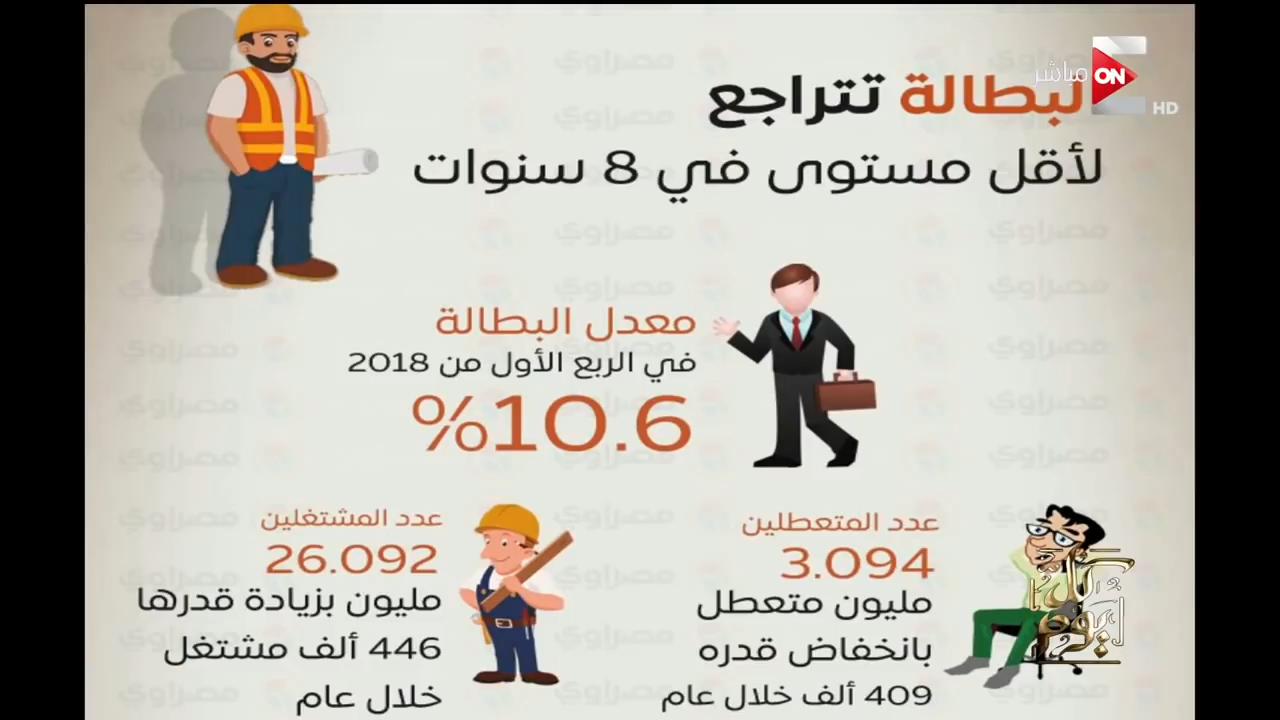 مباشر ON
HD
البطالة تتراجع
لأقل مستوى في 8 سنوات
معدل البطالة
في الربع الأول من 2018
%10.6
عدد المتعطلين
3.094
مليون متعطل
بانخفاض قدره
409 ألف خلال عام
عدد المشتغلين
26.092
مليون بزيادة قدرها
446 ألف مشتغل
خلال عام
كل يوم
مصراوي